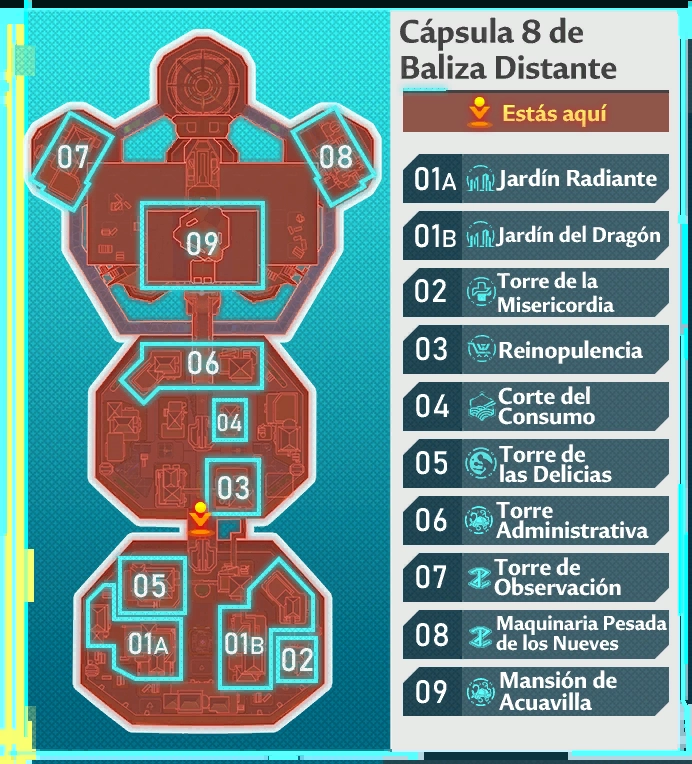 Cápsula 8 de
Baliza Distante
Estás aquí
01A Jardín Radiante
01B Jardín del Dragón
02 Torre de la
Misericordia
03 Reinopulencia
04 Corte del
Consumo
05 Torre de
las Delicias
06 Torre
Administrativa
07 Torre de
Observación
08 Maquinaria Pesada
de los Nueves
09 Mansión de
Acuavilla
07
08
09
06
04
03
05
01A
01B
02